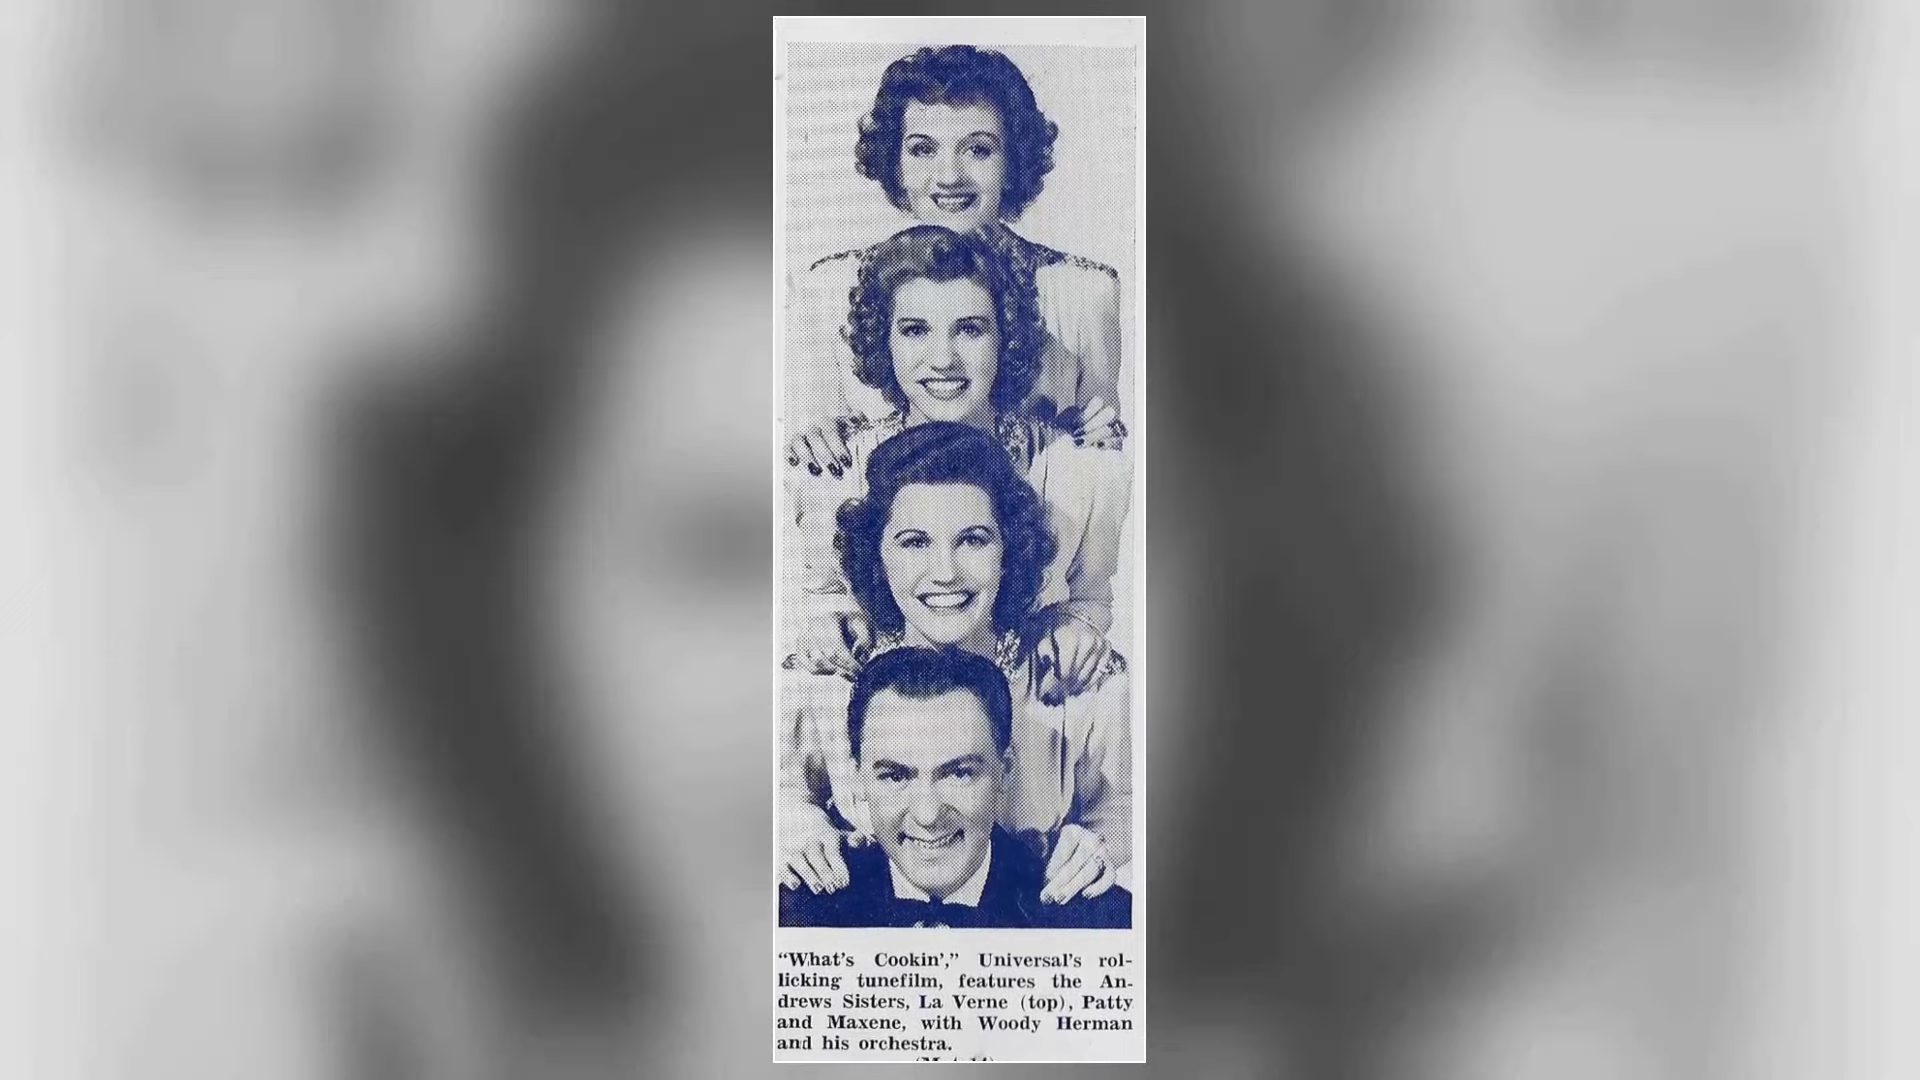 “What’s Cookin’,” Universal’s rol-
licking tunefilm, features the An-
drews Sisters, La Verne (top), Patty
and Maxene, with Woody Herman
and his orchestra.